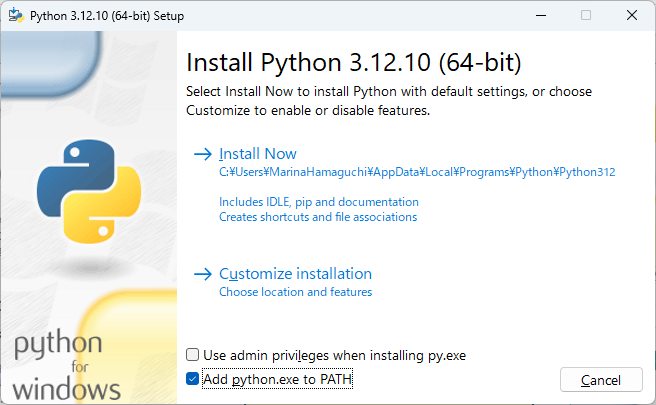 Python 3.12.10 (64-bit) Setup
Install Python 3.12.10 (64-bit)
Select Install Now to install Python with default settings, or choose
Customize to enable or disable features.
Install Now
C:¥Users¥MarinaHamaguchi¥AppData¥Local¥Programs¥Python¥Python312
Includes IDLE, pip and documentation
Creates shortcuts and file associations
Customize installation
Choose location and features
Use admin privileges when installing py.exe
Add python.exe to PATH
Cancel
python
for
windows